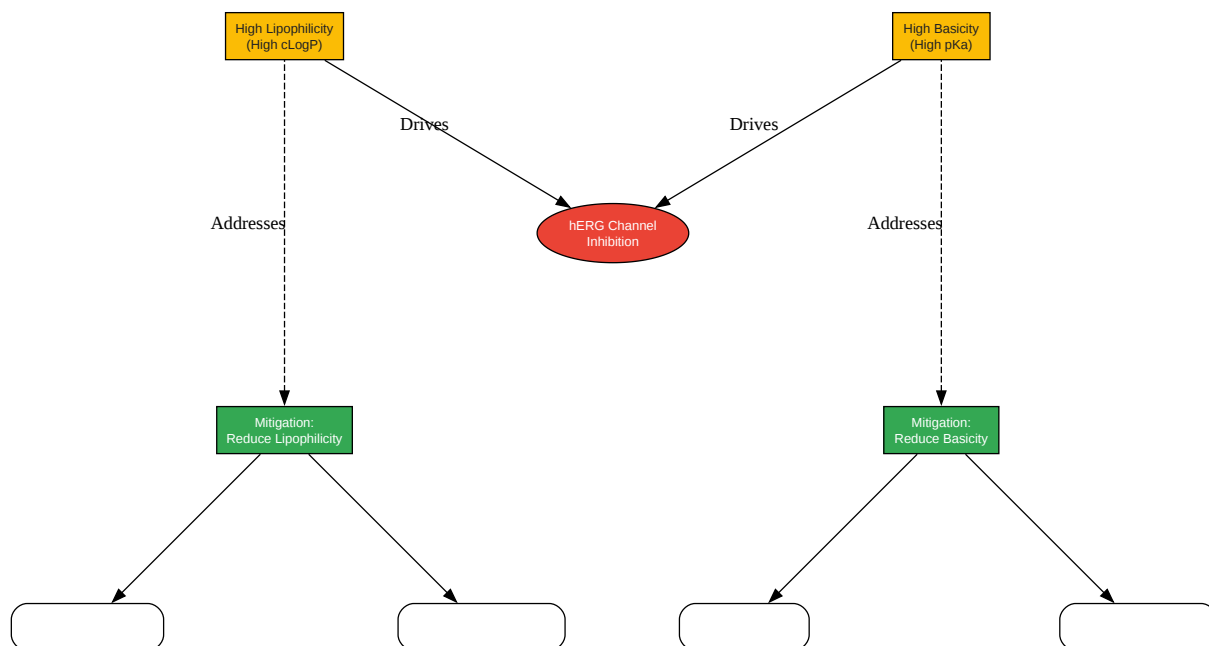 High Lipophilicity
(High cLogP)
High Basicity
(High pKa)
Drives
Drives
Addresses
hERG Channel
Inhibition
Addresses
Mitigation:
Reduce Lipophilicity
Mitigation:
Reduce Basicity